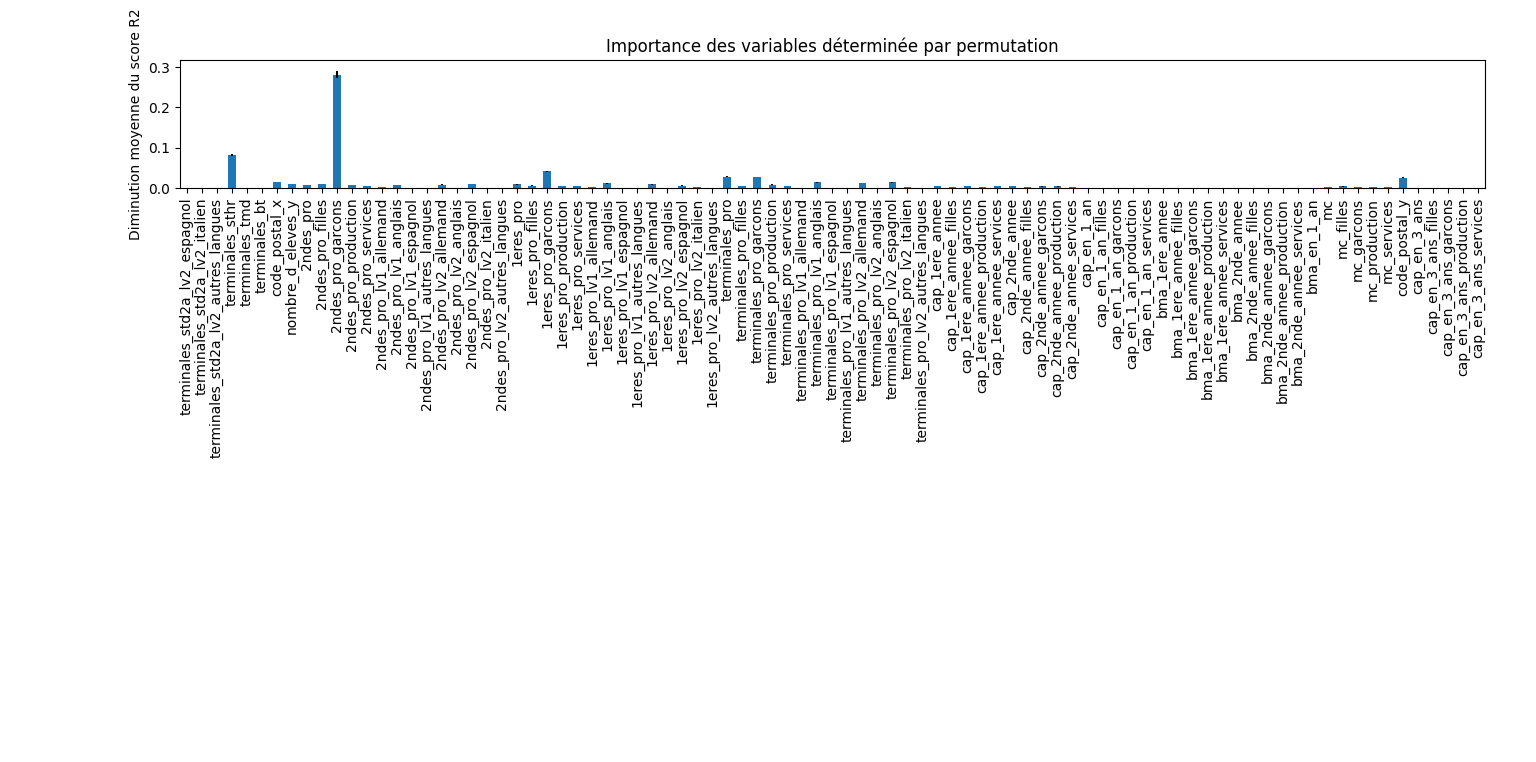 Importance des variables déterminée par permutation
Diminution moyenne du score R2
0.3
0.2
0.1
0.0
terminales_std2a_lv2_espagnol
terminales_std2a_lv2_italien
terminales_std2a_lv2_autres_langues
terminales_sthr
terminales_tmd
terminales_bt
code_postal_x
nombre_d_eleves_y
2ndes_pro
2ndes_pro_filles
2ndes_pro_garcons
2ndes_pro_production
2ndes_pro_services
2ndes_pro_lv1_allemand
2ndes_pro_lv1_anglais
2ndes_pro_lv1_espagnol
2ndes_pro_lv1_autres_langues
2ndes_pro_lv2_allemand
2ndes_pro_lv2_anglais
2ndes_pro_lv2_espagnol
2ndes_pro_lv2_italien
2ndes_pro_lv2_autres_langues
1eres_pro
1eres_pro_filles
1eres_pro_garcons
1eres_pro_production
1eres_pro_services
1eres_pro_lv1_allemand
1eres_pro_lv1_anglais
1eres_pro_lv1_espagnol
1eres_pro_lv1_autres_langues
1eres_pro_lv2_allemand
1eres_pro_lv2_anglais
1eres_pro_lv2_espagnol
1eres_pro_lv2_italien
1eres_pro_lv2_autres_langues
terminales_pro
terminales_pro_filles
terminales_pro_garcons
terminales_pro_production
terminales_pro_services
terminales_pro_lv1_allemand
terminales_pro_lv1_anglais
terminales_pro_lv1_espagnol
terminales_pro_lv1_autres_langues
terminales_pro_lv2_allemand
terminales_pro_lv2_anglais
terminales_pro_lv2_espagnol
terminales_pro_lv2_italien
terminales_pro_lv2_autres_langues
cap_1ere_annee
cap_1ere_annee_filles
cap_1ere_annee_garcons
cap_1ere_annee_production
cap_1ere_annee_services
cap_2nde_annee
cap_2nde_annee_filles
cap_2nde_annee_garcons
cap_2nde_annee_production
cap_2nde_annee_services
cap_en_1_an
cap_en_1_an_filles
cap_en_1_an_garcons
cap_en_1_an_production
cap_en_1_an_services
bma_1ere_annee
bma_1ere_annee_filles
bma_1ere_annee_garcons
bma_1ere_annee_production
bma_1ere_annee_services
bma_2nde_annee
bma_2nde_annee_filles
bma_2nde_annee_garcons
bma_2nde_annee_production
bma_2nde_annee_services
bma_en_1_an
mc
mc_filles
mc_garcons
mc_production
mc_services
code_postal_y
cap_en_3_ans
cap_en_3_ans_filles
cap_en_3_ans_garcons
cap_en_3_ans_production
cap_en_3_ans_services